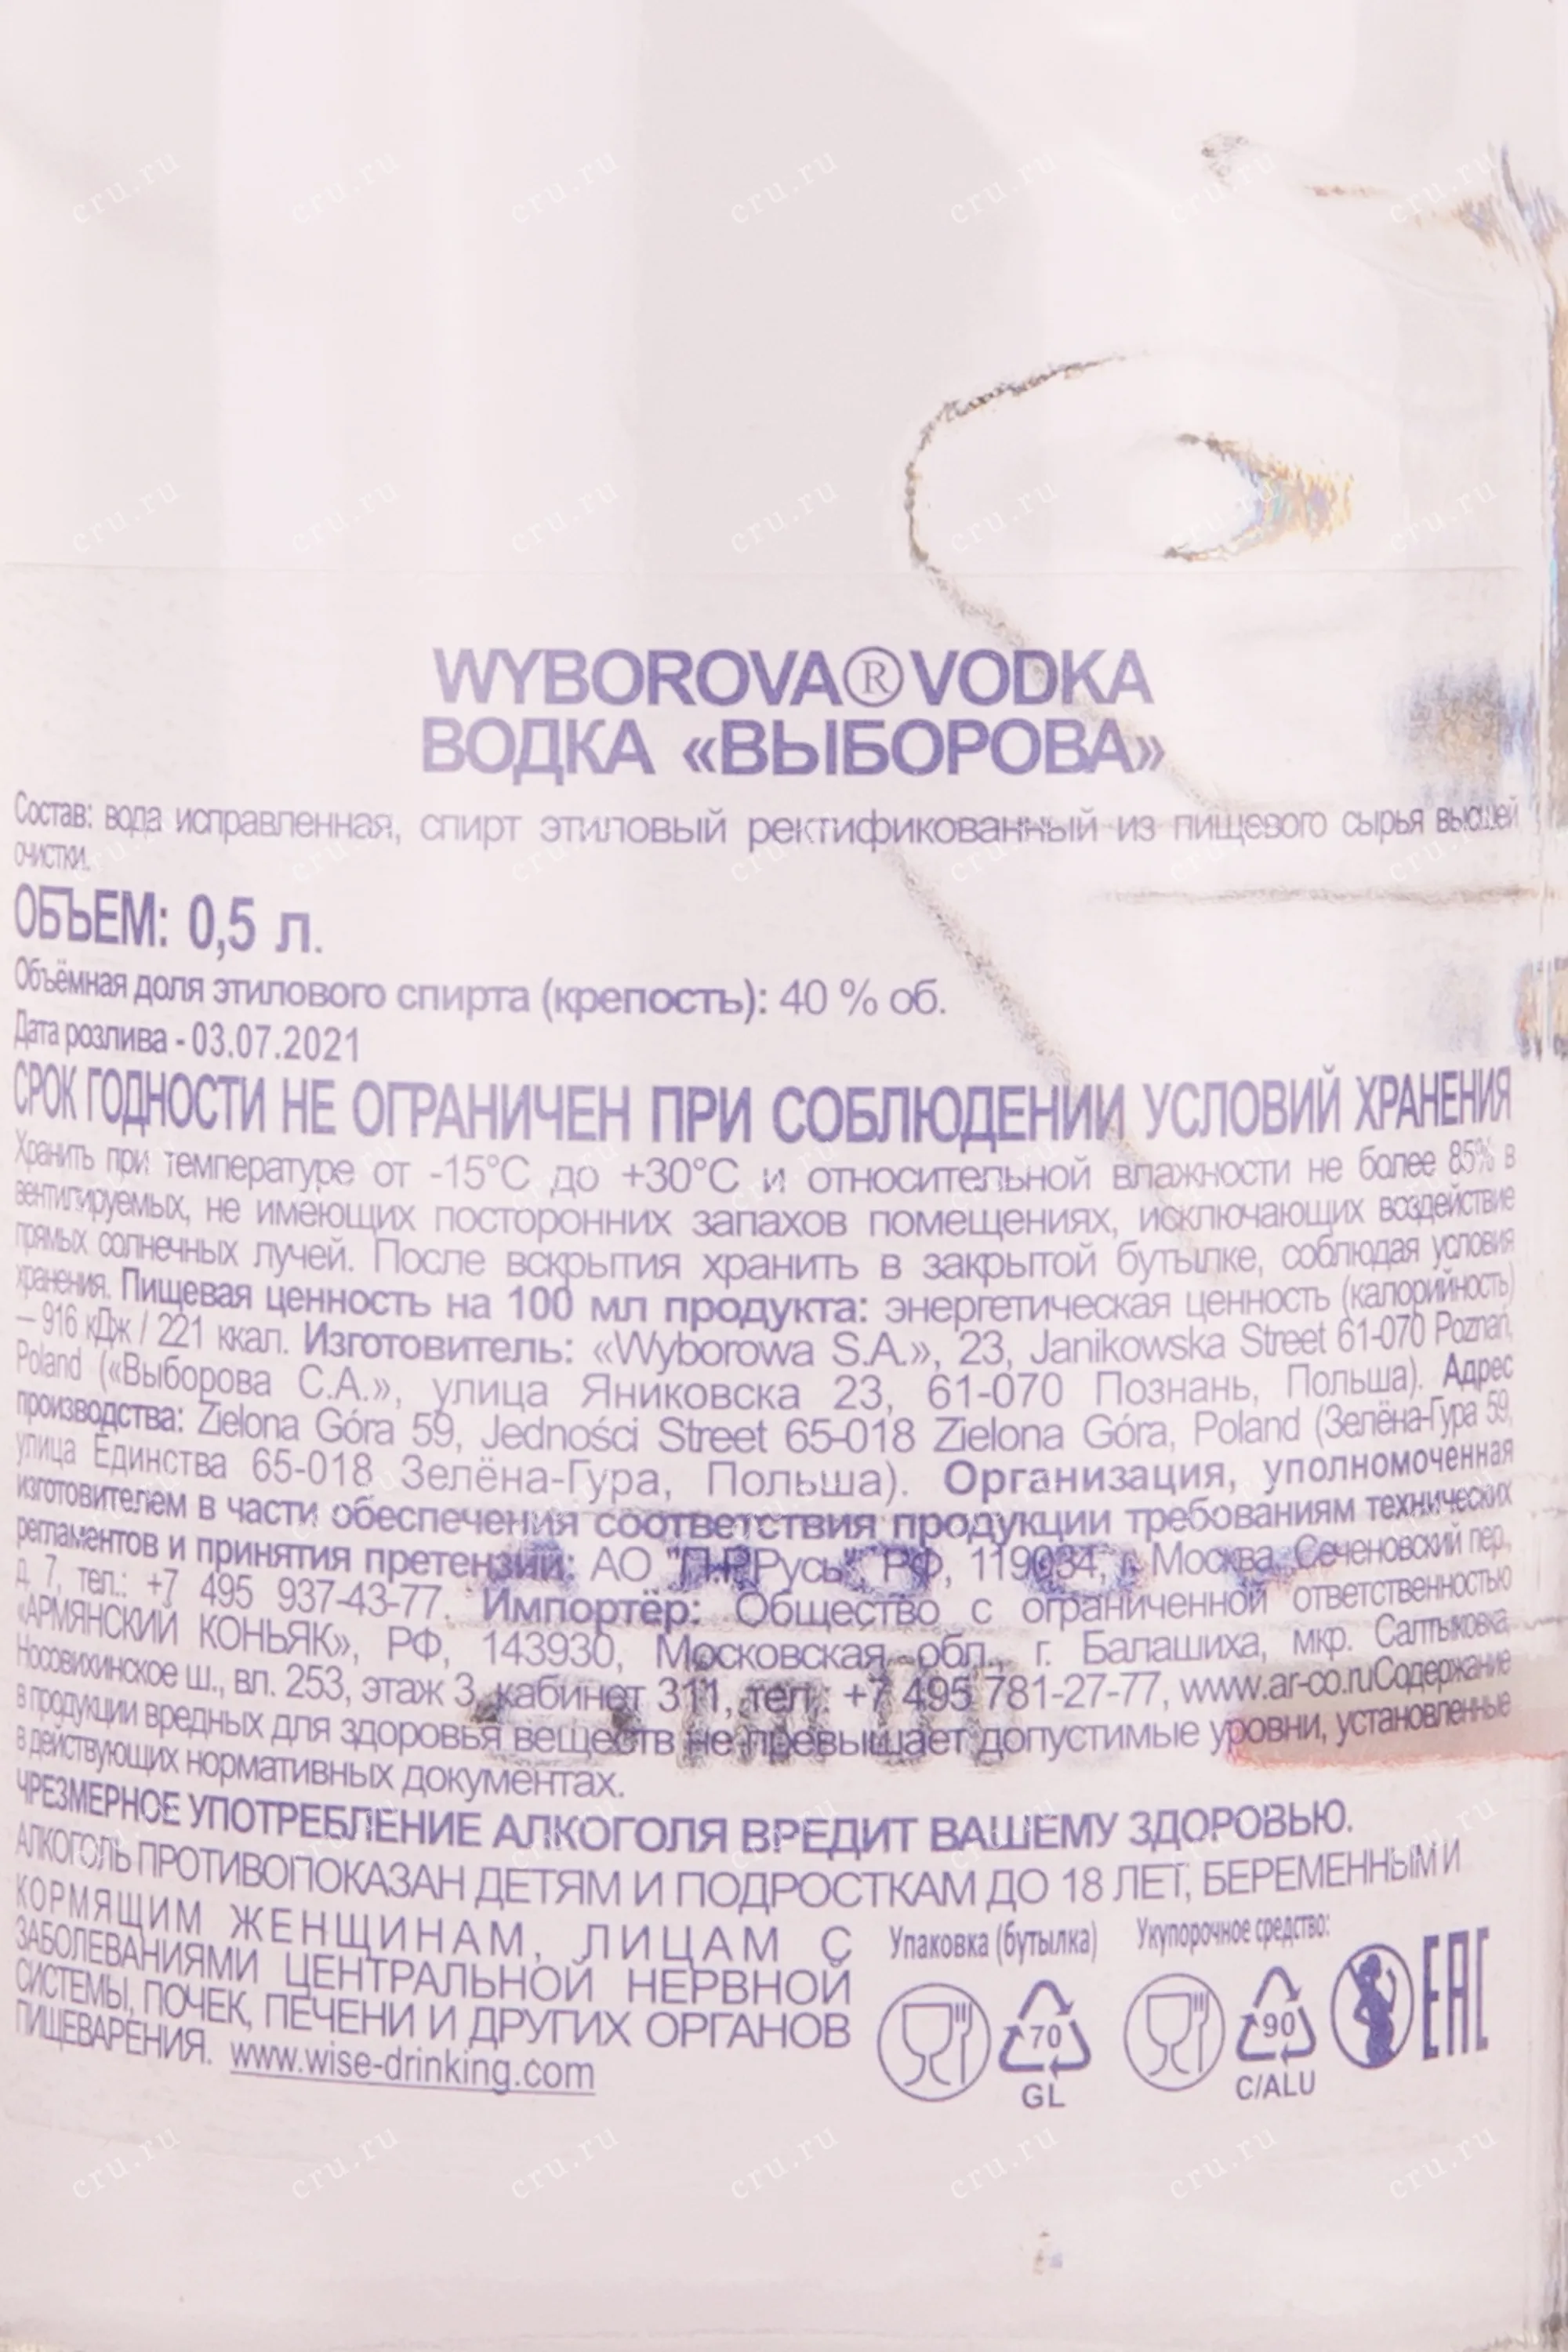 WYBOROVA® VODKA
ВОДКА «ВЫБОРОВА»
Состав: вода исправленная, спирт этиловый ректификованный из пищевого сырья высшей
очистки.
ОБЪЕМ: 0,5 л.
Объёмная доля этилового спирта (крепость): 40 % об.
Дата розлива - 03.07.2021
СРОК ГОДНОСТИ НЕ ОГРАНИЧЕН ПРИ СОБЛЮДЕНИИ УСЛОВИЙ ХРАНЕНИЯ
Хранить при температуре от -15°C до +30°C и относительной влажности не более 85% в
вентилируемых, не имеющих посторонних запахов помещениях, исключающих воздействие
прямых солнечных лучей. После вскрытия хранить в закрытой бутылке, соблюдая условия
хранения. Пищевая ценность на 100 мл продукта: энергетическая ценность (калорийность)
– 916 кДж / 221 ккал. Изготовитель: «Wyborowa S.A.», 23, Janikowska Street 61-070 Poznań,
Poland («Выборова С.А.», улица Яниковска 23, 61-070 Познань, Польша). Адрес
производства: Zielona Góra 59, Jedności Street 65-018 Zielona Góra, Poland (Зелёна-Гура 59,
улица Единства 65-018 Зелёна-Гура, Польша). Организация, уполномоченная
изготовителем в части обеспечения соответствия продукции требованиям технических
регламентов и принятия претензий: АО "ПРРусь" РФ, 119034, г. Москва, Сеченовский пер.,
д. 7, тел.: +7 495 937-43-77. Импортёр: Общество с ограниченной ответственностью
«АРМЯНСКИЙ КОНЬЯК», РФ, 143930, Московская обл., г. Балашиха, мкр. Салтыковка,
Носовихинское ш., вл. 253, этаж 3, кабинет 311, тел.: +7 495 781-27-77, www.ar-co.ruСодержание
в продукции вредных для здоровья веществ не превышает допустимые уровни, установленные
в действующих нормативных документах.
ЧРЕЗМЕРНОЕ УПОТРЕБЛЕНИЕ АЛКОГОЛЯ ВРЕДИТ ВАШЕМУ ЗДОРОВЬЮ.
АЛКОГОЛЬ ПРОТИВОПОКАЗАН ДЕТЯМ И ПОДРОСТКАМ ДО 18 ЛЕТ, БЕРЕМЕННЫМ И
КОРМЯЩИМ ЖЕНЩИНАМ, ЛИЦАМ С
ЗАБОЛЕВАНИЯМИ ЦЕНТРАЛЬНОЙ НЕРВНОЙ
СИСТЕМЫ, ПОЧЕК, ПЕЧЕНИ И ДРУГИХ ОРГАНОВ
ПИЩЕВАРЕНИЯ. www.wise-drinking.com
Упаковка (бутылка)
70
GL
Укупорочное средство:
90
C/ALU
EAC
cru.ru